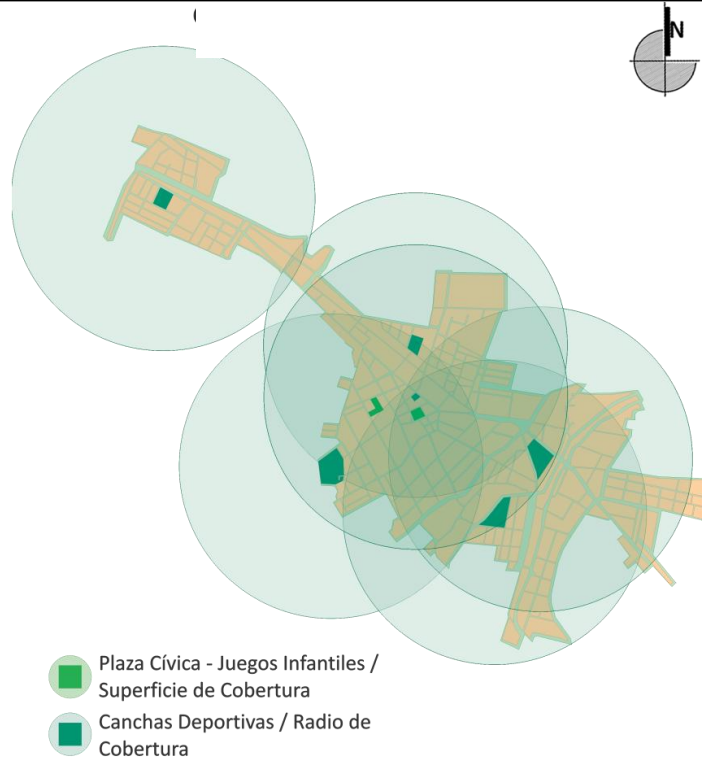 N
Plaza Cívica - Juegos Infantiles /
Superficie de Cobertura
Canchas Deportivas / Radio de
Cobertura